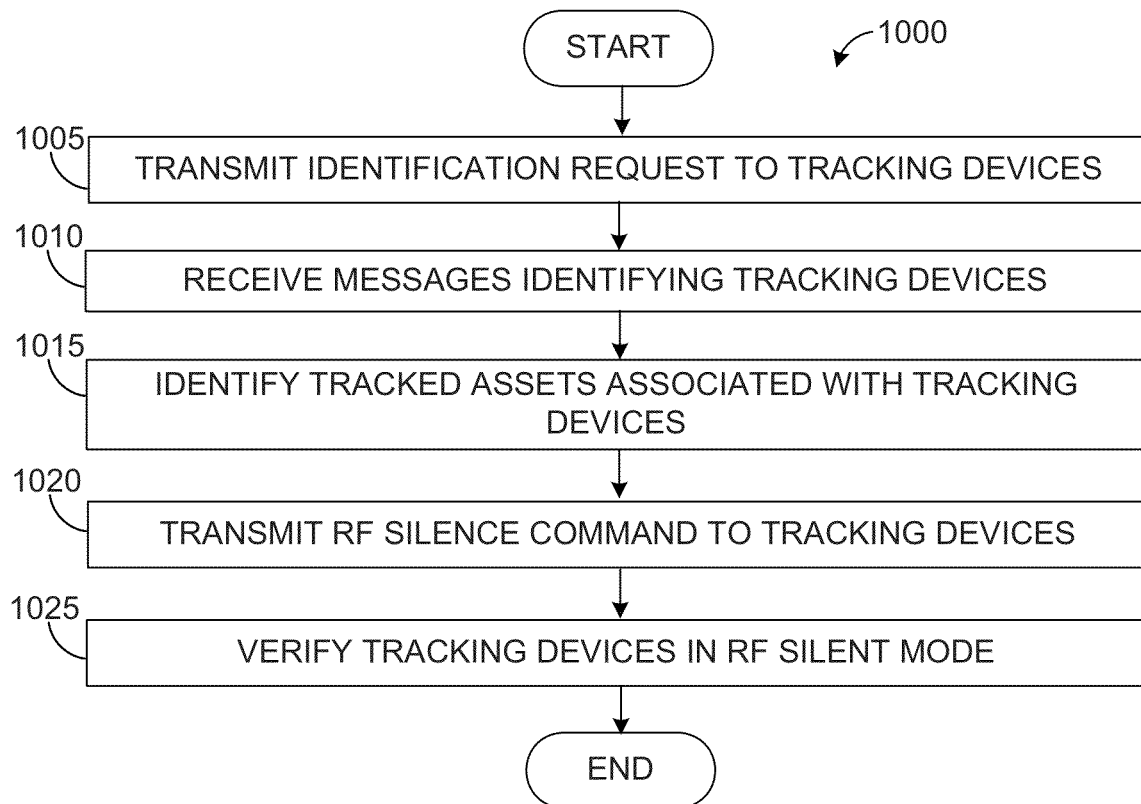 START
1000
1005
TRANSMIT IDENTIFICATION REQUEST TO TRACKING DEVICES
1010
RECEIVE MESSAGES IDENTIFYING TRACKING DEVICES
1015
IDENTIFY TRACKED ASSETS ASSOCIATED WITH TRACKING
DEVICES
1020
TRANSMIT RF SILENCE COMMAND TO TRACKING DEVICES
1025
VERIFY TRACKING DEVICES IN RF SILENT MODE
END